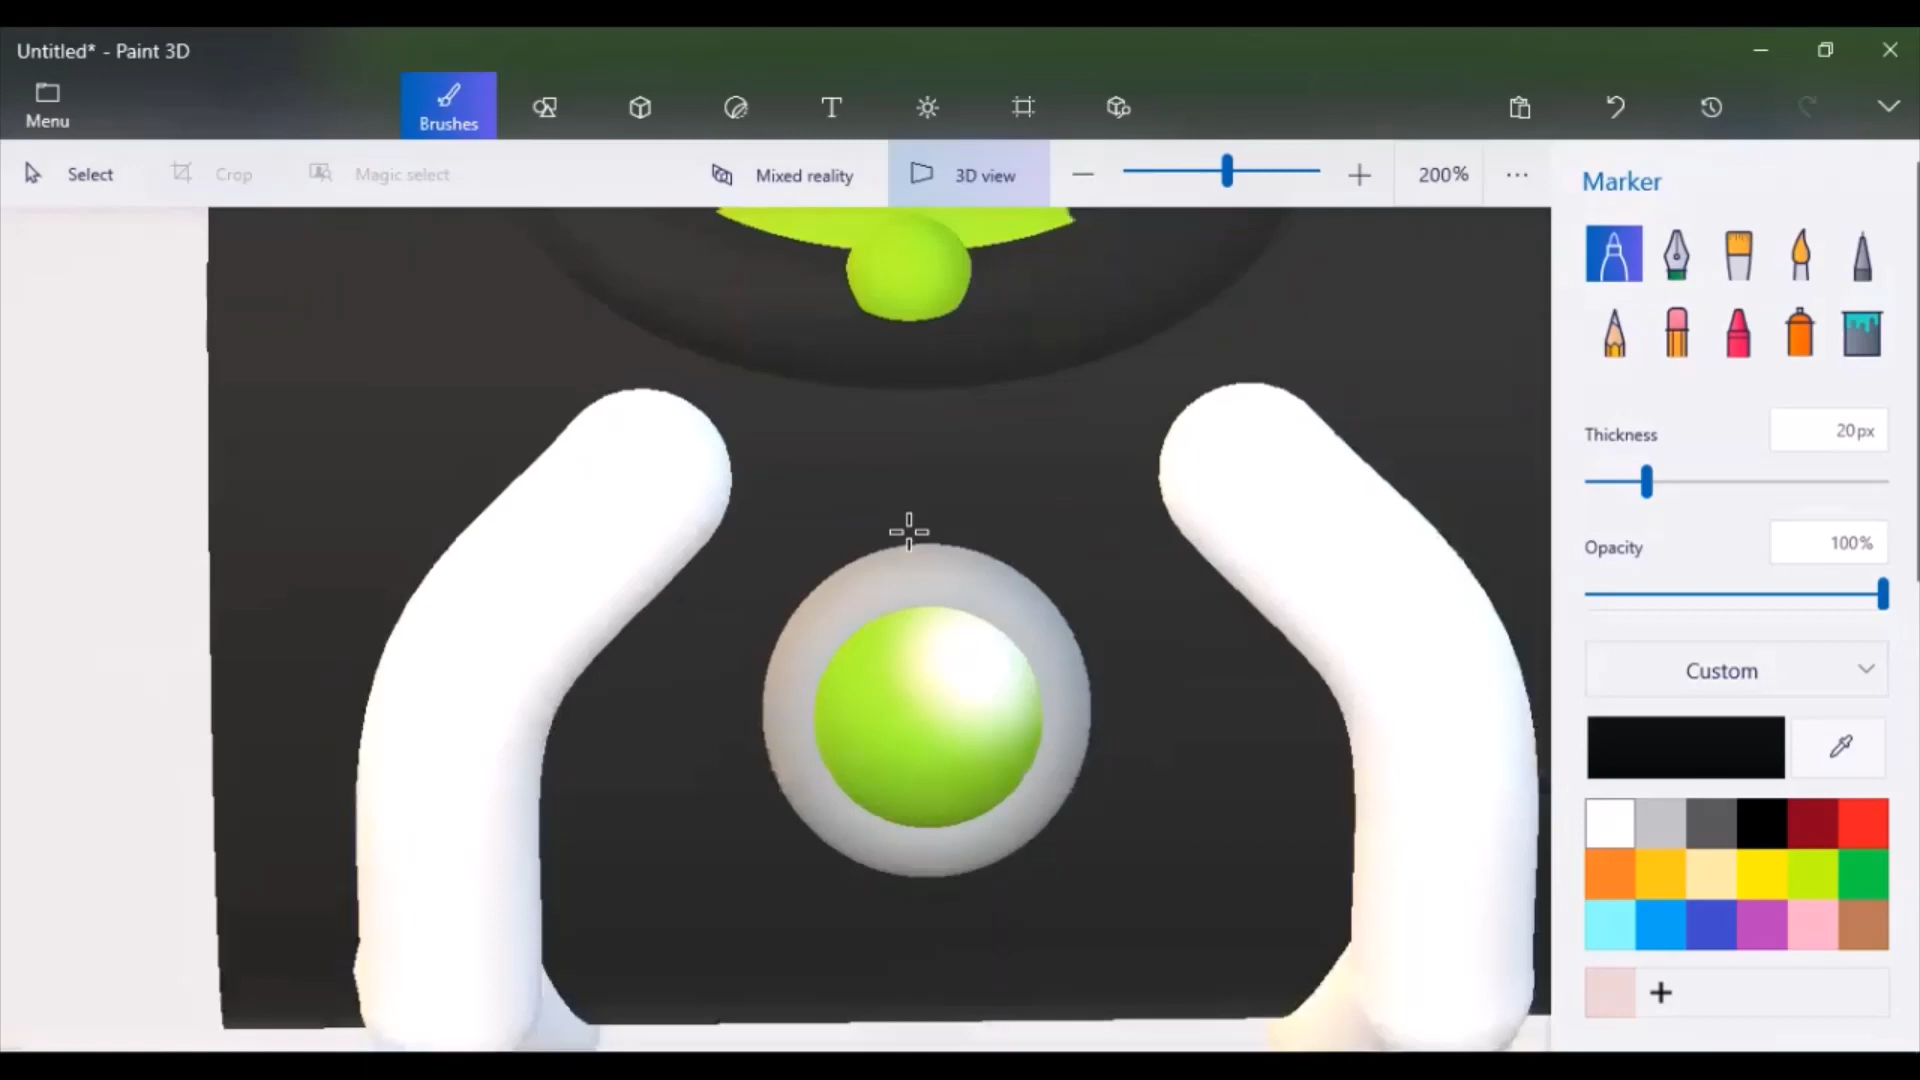 Untitled* - Paint 3D
Menu
Brushes
Select
Crop
Magic select
Mixed reality
3D view
200%
Marker
Thickness
20px
Opacity
100%
Custom